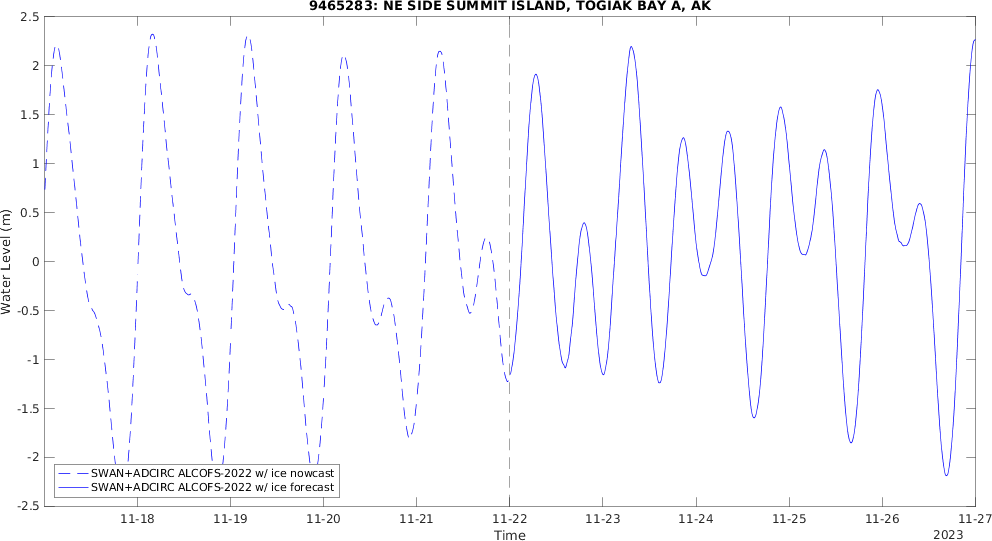 9465283: NE SIDE SUMMIT ISLAND, TOGIAK BAY A, AK
Water Level (m)
2.5
2
1.5
1
0.5
0
-0.5
-1
-1.5
-2
-2.5
SWAN+ADCIRC ALCOFS-2022 w/ ice nowcast
SWAN+ADCIRC ALCOFS-2022 w/ ice forecast
11-18 11-19 11-20 11-21 11-22 11-23 11-24 11-25 11-26 11-27
Time
2023